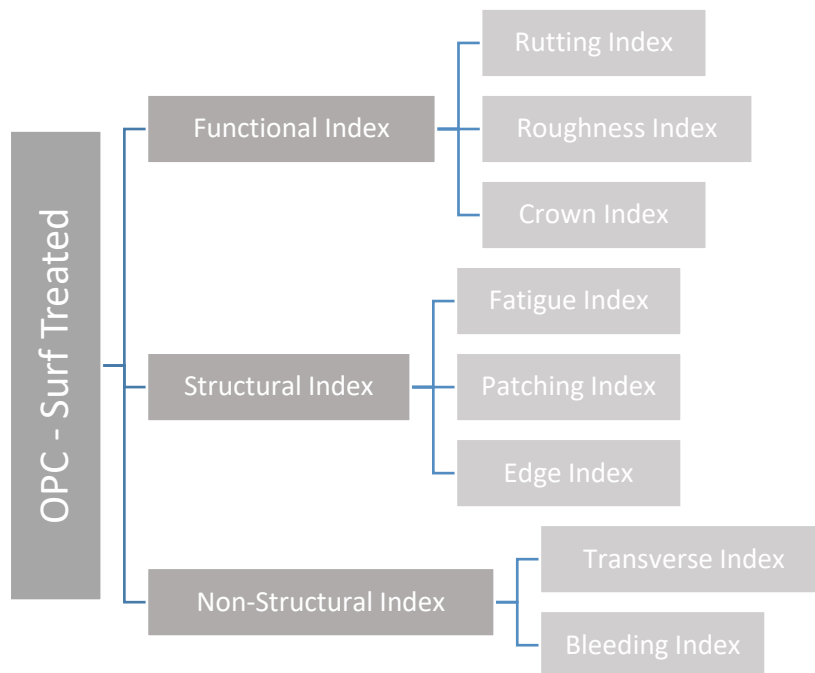 OPC - Surf Treated
Functional Index
Rutting Index
Roughness Index
Crown Index
Structural Index
Fatigue Index
Patching Index
Edge Index
Non-Structural Index
Transverse Index
Bleeding Index